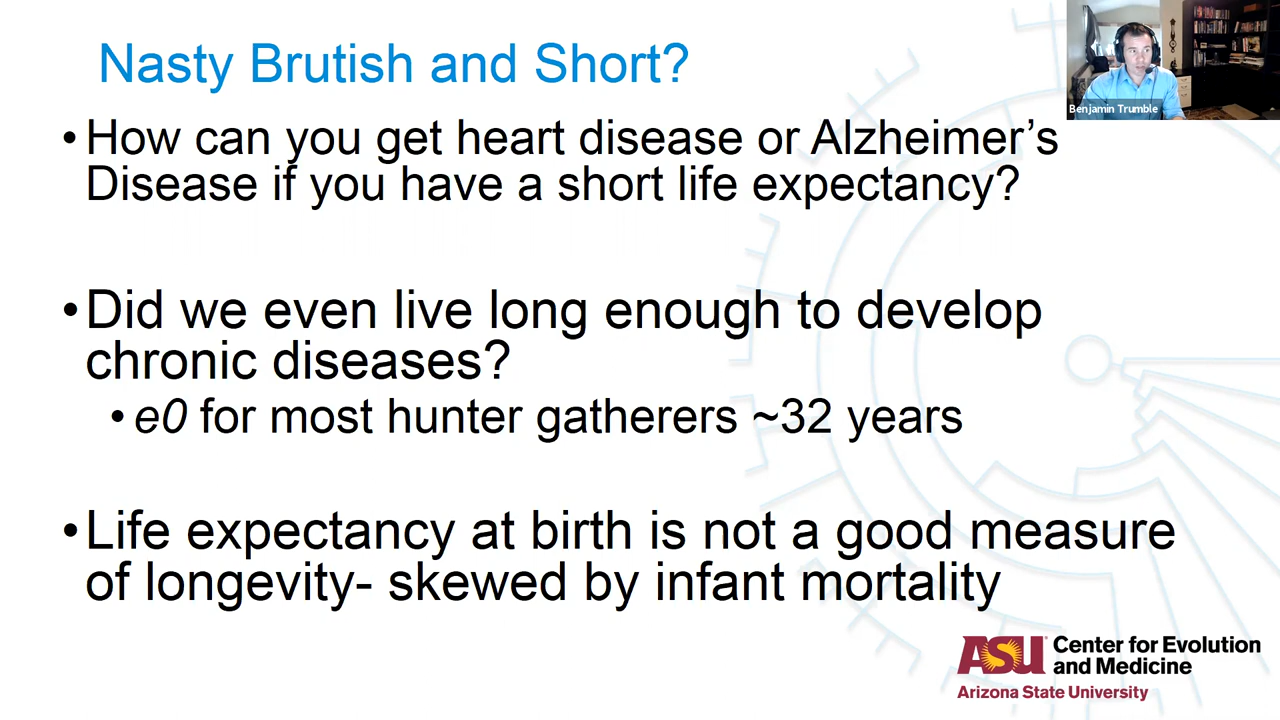 Nasty Brutish and Short?
Benjamin Trumble
•How can you get heart disease or Alzheimer's
Disease if you have a short life expectancy?
•Did we even live long enough to develop
chronic diseases?
•e0 for most hunter gatherers ~32 years
•Life expectancy at birth is not a good measure
of longevity- skewed by infant mortality
ASU Center for Evolution
and Medicine
Arizona State University